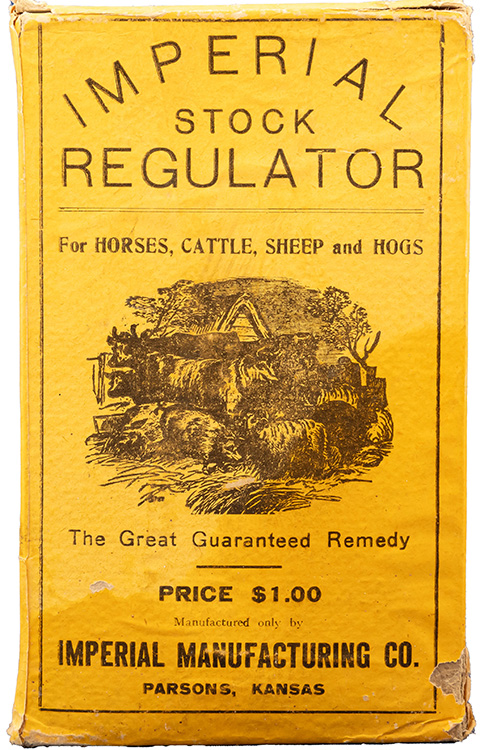 IMPERIAL
STOCK
REGULATOR
For HORSES, CATTLE, SHEEP and HOGS
The Great Guaranteed Remedy
PRICE $1.00
Manufactured only by
IMPERIAL MANUFACTURING CO.
PARSONS, KANSAS